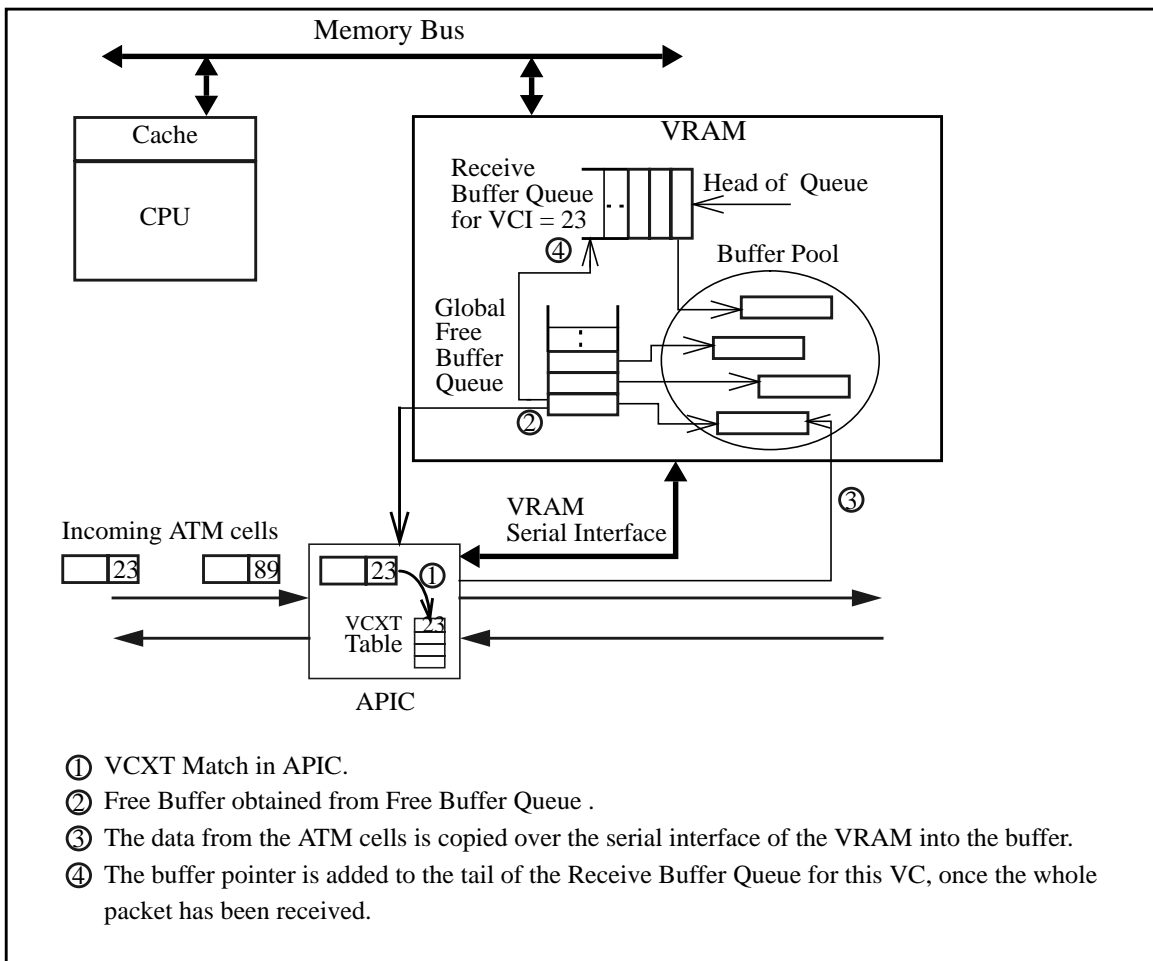 Memory Bus
Cache
CPU
VRAM
Receive
Buffer Queue
for VCI = 23
Head of Queue
④
Buffer Pool
Global
Free
Buffer
Queue
②
③
VRAM
Serial Interface
Incoming ATM cells
23
89
23
①
VCXT
Table
23
APIC
① VCXT Match in APIC.
② Free Buffer obtained from Free Buffer Queue .
③ The data from the ATM cells is copied over the serial interface of the VRAM into the buffer.
④ The buffer pointer is added to the tail of the Receive Buffer Queue for this VC, once the whole
packet has been received.